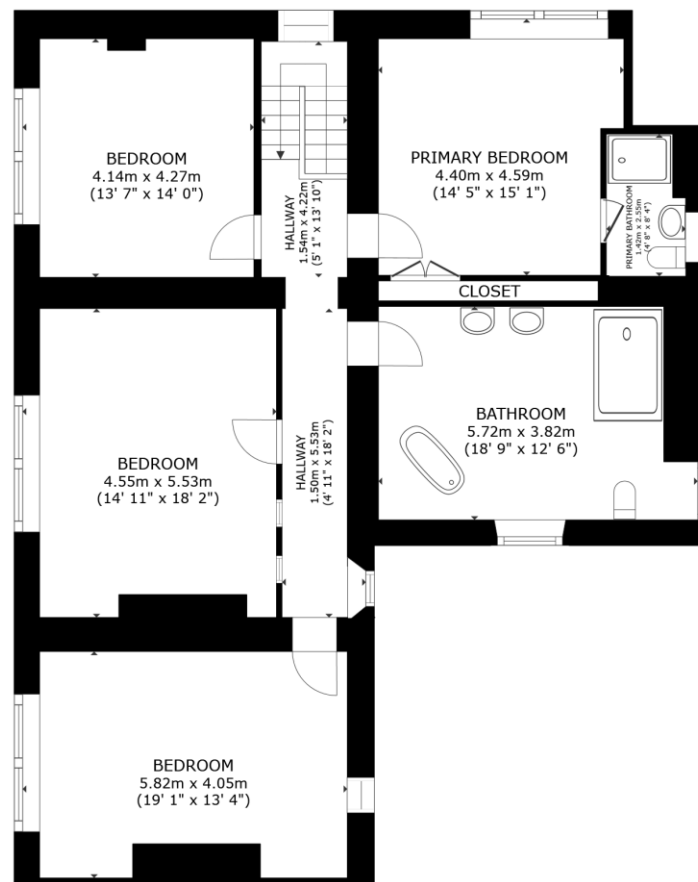 BEDROOM
4.14m x 4.27m
(13' 7" x 14' 0")
HALLWAY
1.54m x 4.22m
(5' 1" x 13' 10")
PRIMARY BEDROOM
4.40m x 4.59m
(14' 5" x 15' 1")
PRIMARY BATHROOM
1.42m x 2.55m
(4' 8" x 8' 4")
CLOSET
BEDROOM
4.55m x 5.53m
(14' 11" x 18' 2")
HALLWAY
1.50m x 5.53m
(4' 11" x 18' 2")
BATHROOM
5.72m x 3.82m
(18' 9" x 12' 6")
BEDROOM
5.82m x 4.05m
(19' 1" x 13' 4")